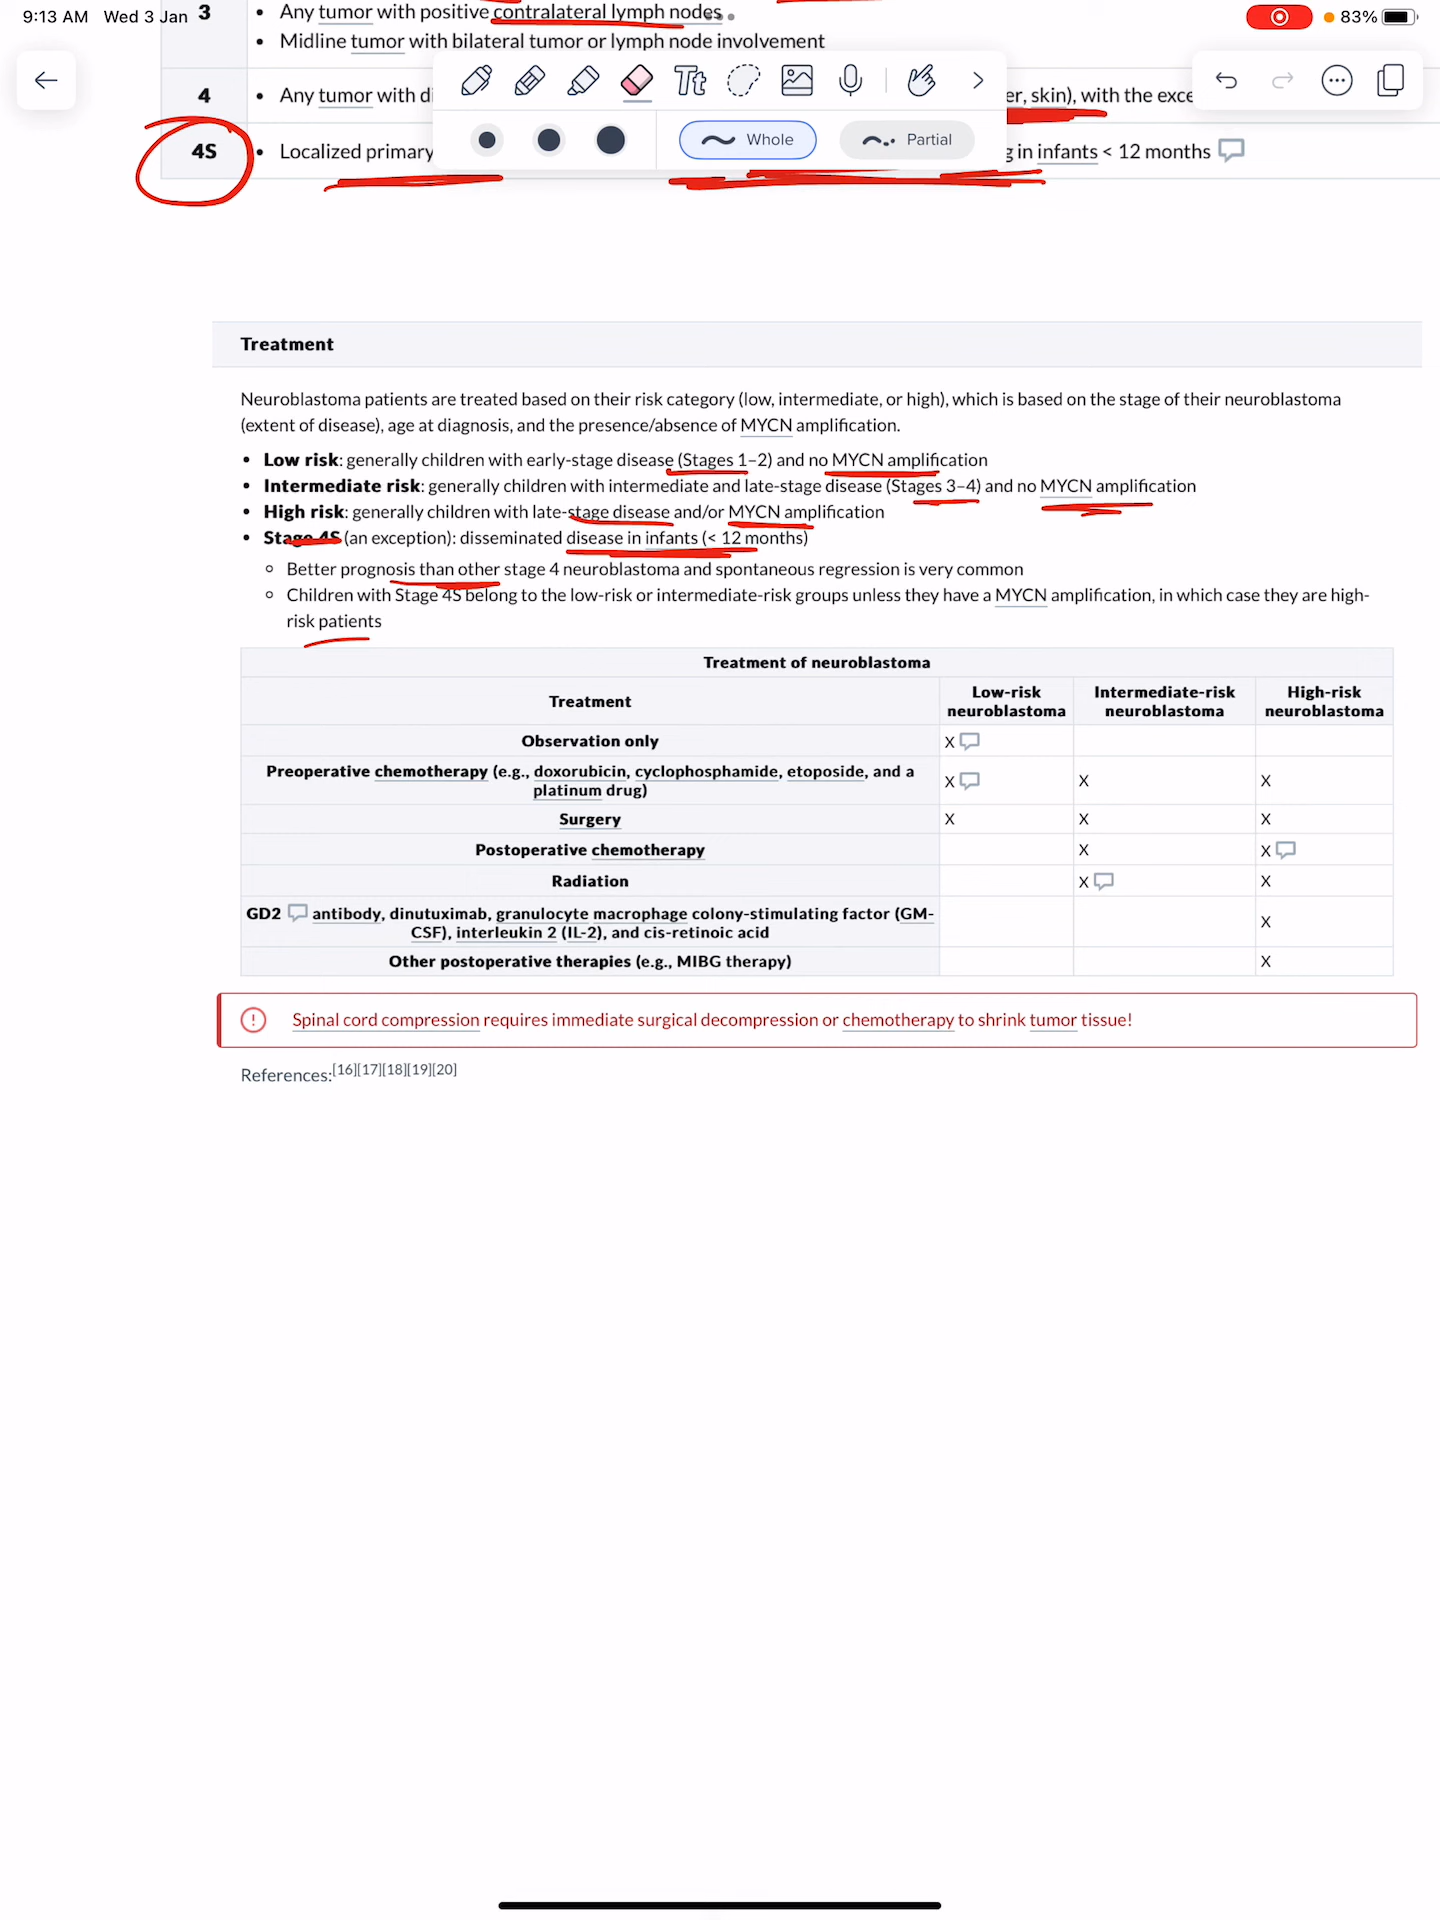 9:13 AM Wed 3 Jan
83%
3
• Any tumor with positive contralateral lymph nodes
• Midline tumor with bilateral tumor or lymph node involvement
4
• Any tumor with
skin), with the
4S
• Localized primary
in infants < 12 months
Tt
Whole
Partial
Treatment
Neuroblastoma patients are treated based on their risk category (low, intermediate, or high), which is based on the stage of their neuroblastoma
(extent of disease), age at diagnosis, and the presence/absence of MYCN amplification.
• Low risk: generally children with early-stage disease (Stages 1–2) and no MYCN amplification
• Intermediate risk: generally children with intermediate and late-stage disease (Stages 3–4) and no MYCN amplification
• High risk: generally children with late-stage disease and/or MYCN amplification
• Stage 4S (an exception): disseminated disease in infants (< 12 months)
Better prognosis than other stage 4 neuroblastoma and spontaneous regression is very common
Children with Stage 4S belong to the low-risk or intermediate-risk groups unless they have a MYCN amplification, in which case they are high-
risk patients
Treatment of neuroblastoma
Treatment
Low-risk
neuroblastoma
Intermediate-risk
neuroblastoma
High-risk
neuroblastoma
Observation only X
Preoperative chemotherapy (e.g., doxorubicin, cyclophosphamide, etoposide, and a
platinum drug)
X X X
Surgery X X X
Postoperative chemotherapy X X
Radiation X X
GD2 antibody, dinutuximab, granulocyte macrophage colony-stimulating factor (GM-
CSF), interleukin 2 (IL-2), and cis-retinoic acid
X
Other postoperative therapies (e.g., MIBG therapy) X
Spinal cord compression requires immediate surgical decompression or chemotherapy to shrink tumor tissue!
References:[16][17][18][19][20]